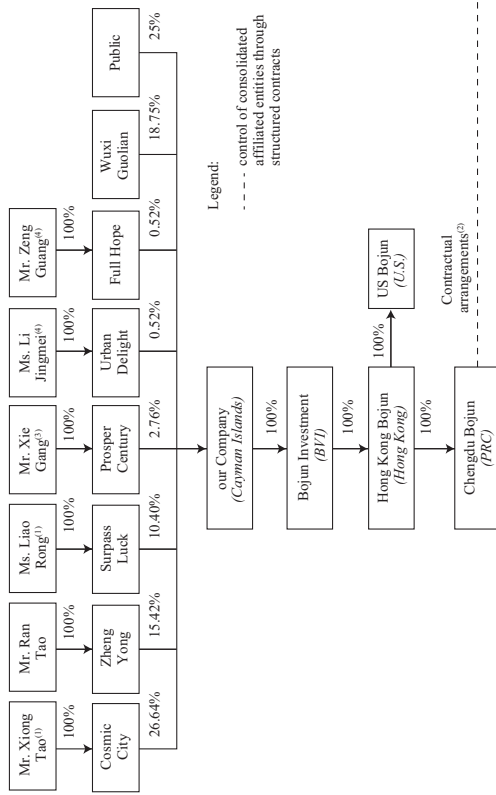 Mr. Xiong
Tao(1)
Mr. Ran
Tao
Ms. Liao
Rong(1)
Mr. Xie
Gang(3)
Ms. Li
Jingmei(4)
Mr. Zeng
Guang(4)
100%
100%
100%
100%
100%
100%
Cosmic
City
Zheng
Yong
Surpass
Luck
Prosper
Century
Urban
Delight
Full Hope
Wuxi
Guolian
Public
26.64%
15.42%
10.40%
2.76%
0.52%
0.52%
18.75%
25%
our Company
(Cayman Islands)
100%
Bojun Investment
(BVI)
100%
Hong Kong Bojun
(Hong Kong)
100%
US Bojun
(U.S.)
100%
Chengdu Bojun
(PRC)
Contractual
arrangements(2)
Legend:
---- control of consolidated
affiliated entities through
structured contracts